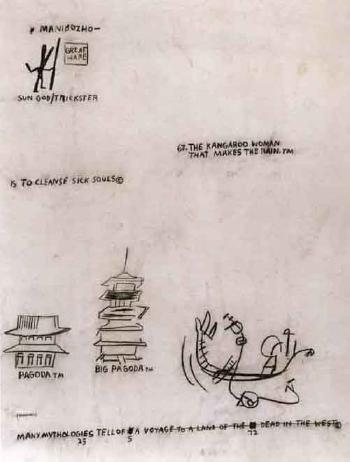 * MANIBOZHO-
GREAT
HARE
SUN GOD/TRICKSTER
67. THE KANGAROO WOMAN
THAT MAKES THE RAIN.TM
15 TO CLEANSE SICK SOULS©
PAGODA TM
BIG PAGODA TM
MANY MYTHOLOGIES TELL OF A VOYAGE TO A LAND OF THE DEAD IN THE WEST©
25 5 72